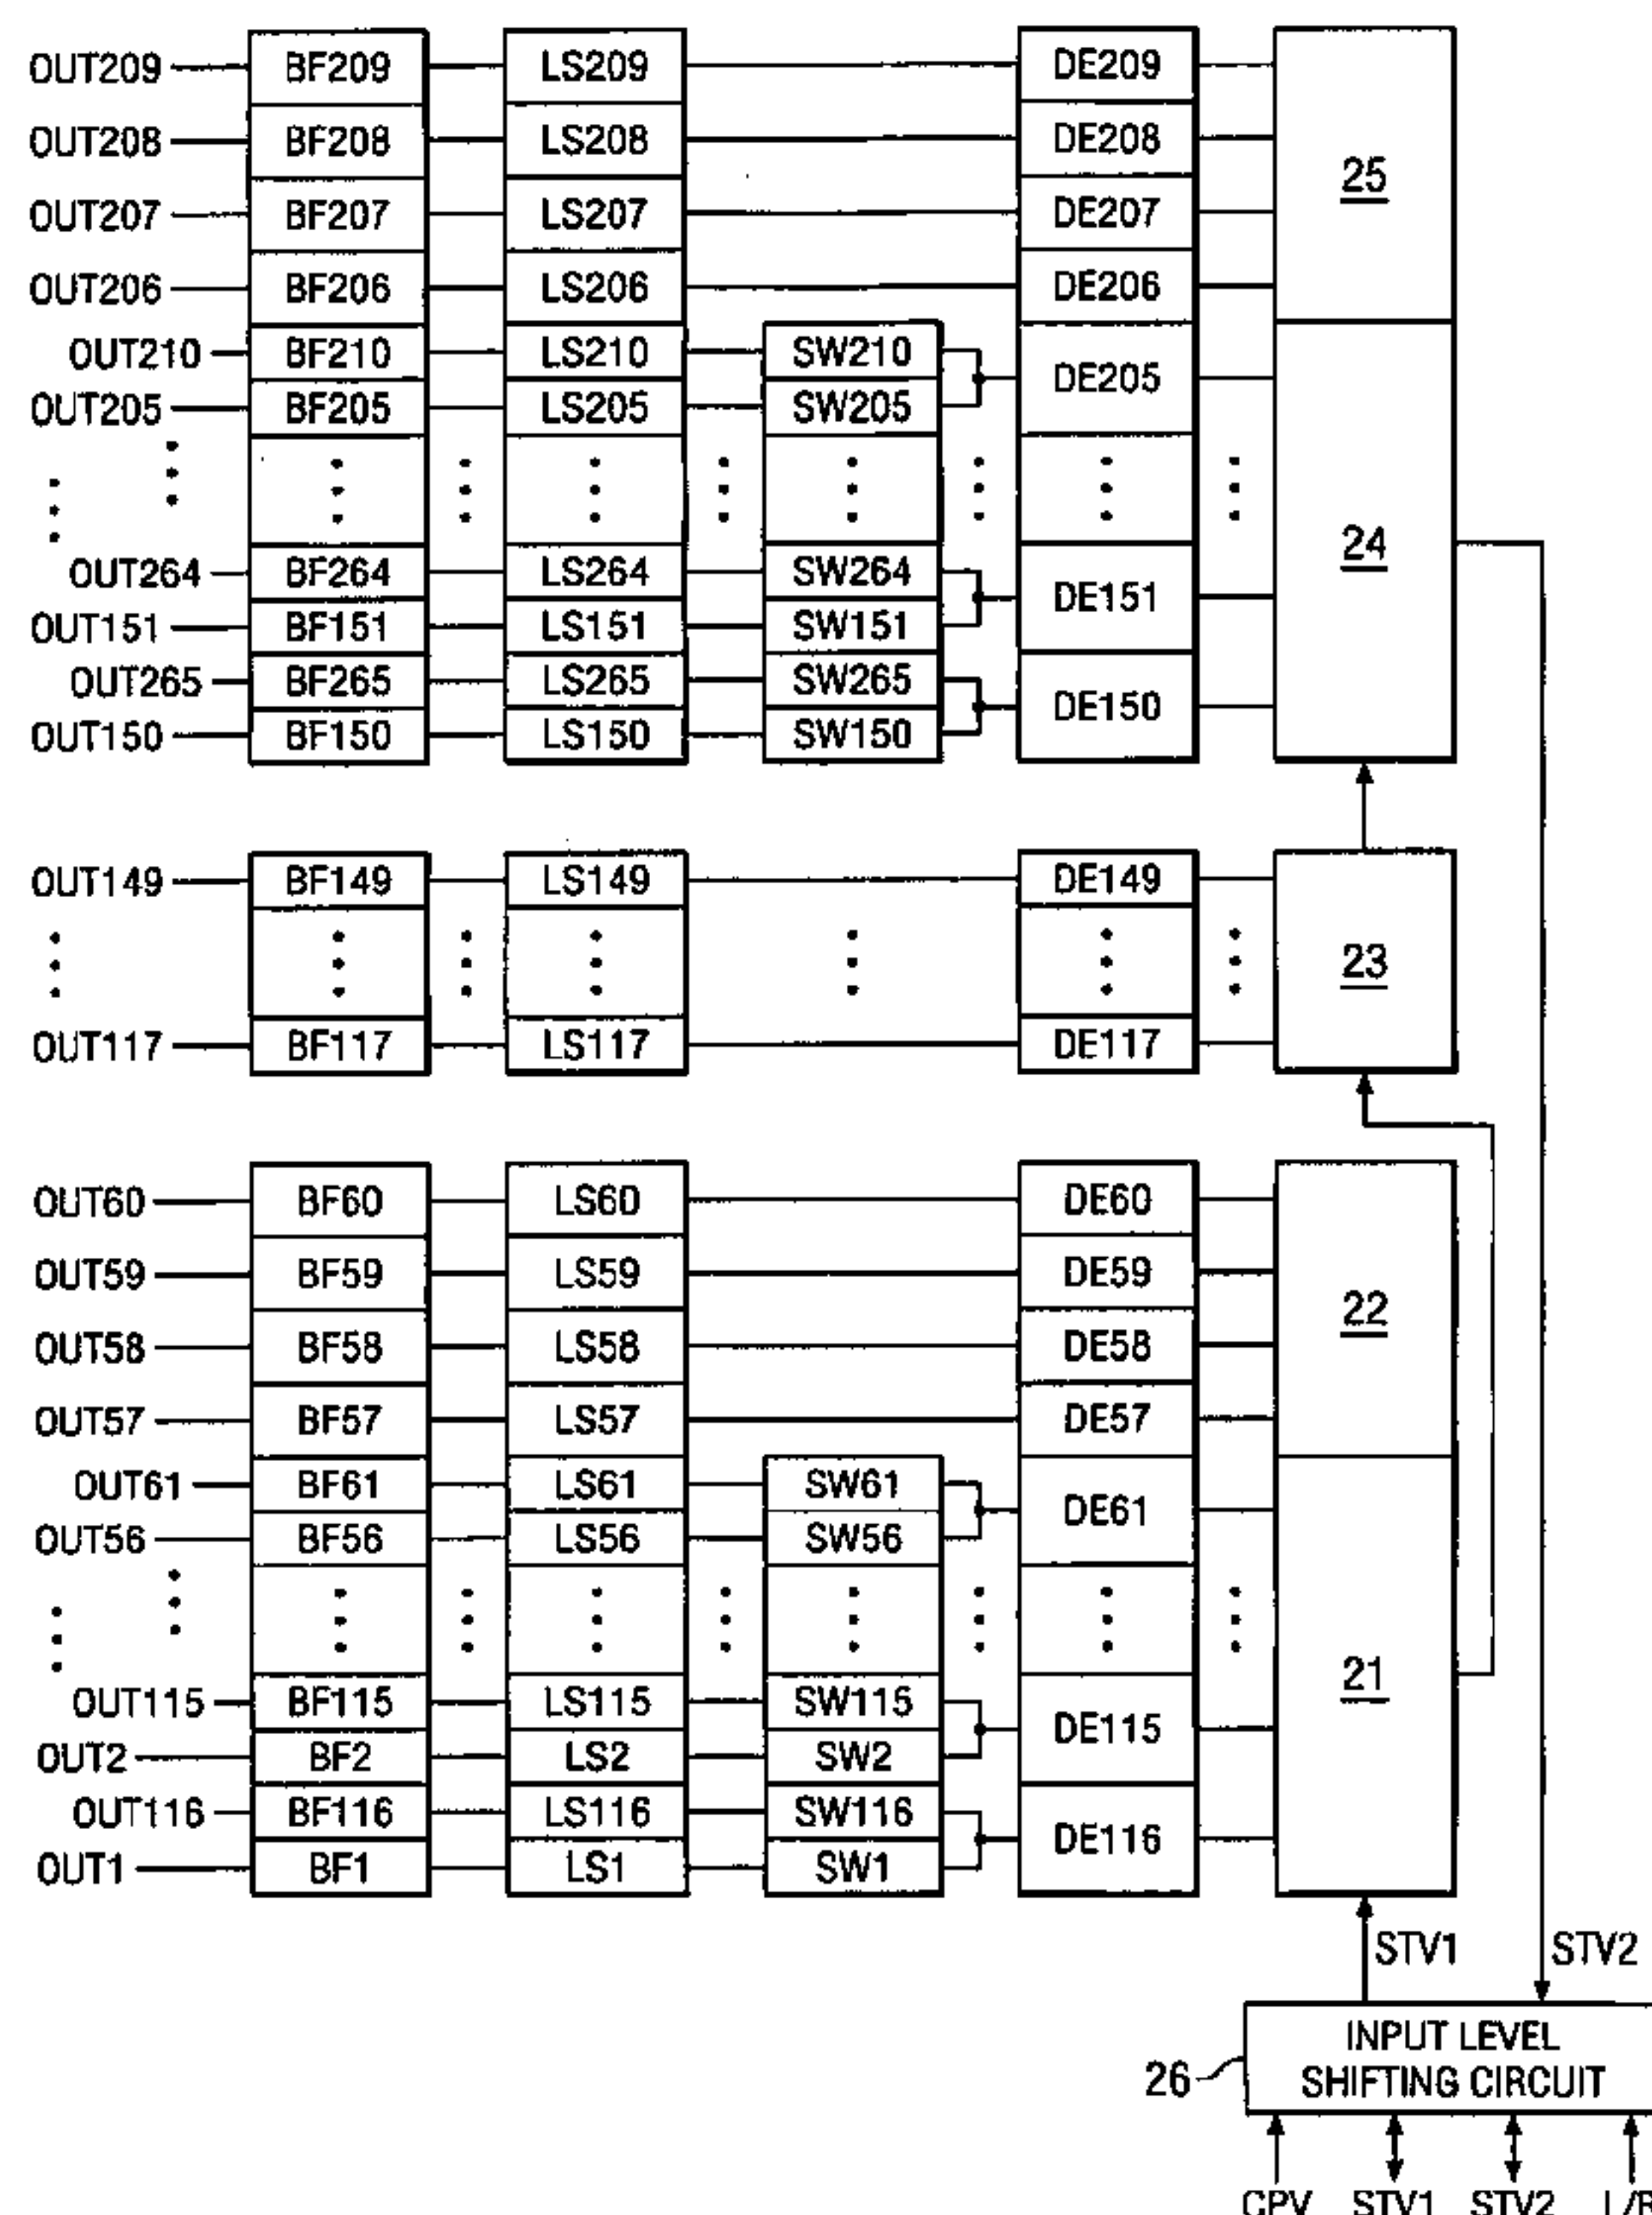 OUT209 BF209 LS209 DE209
OUT208 BF208 LS208 DE208
25
OUT207 BF207 LS207 DE207
OUT206 BF206 LS206 DE206
OUT210 BF210 LS210 SW210
DE205
OUT205 BF205 LS205 SW205
24
OUT264 BF264 LS264 SW264
DE151
OUT151 BF151 LS151 SW151
OUT265 BF265 LS265 SW265
DE150
OUT150 BF150 LS150 SW150
OUT149 BF149 LS149 DE149
23
OUT117 BF117 LS117 DE117
OUT60 BF60 LS60 DE60
OUT59 BF59 LS59 DE59
22
OUT58 BF58 LS58 DE58
OUT57 BF57 LS57 DE57
OUT61 BF61 LS61 SW61
DE61
OUT56 BF56 LS56 SW56
21
OUT115 BF115 LS115 SW115
DE115
OUT2 BF2 LS2 SW2
OUT116 BF116 LS116 SW116
DE116
OUT1 BF1 LS1 SW1
STV1 STV2
INPUT LEVEL
SHIFTING CIRCUIT
26
CPV STV1 STV2 L/R